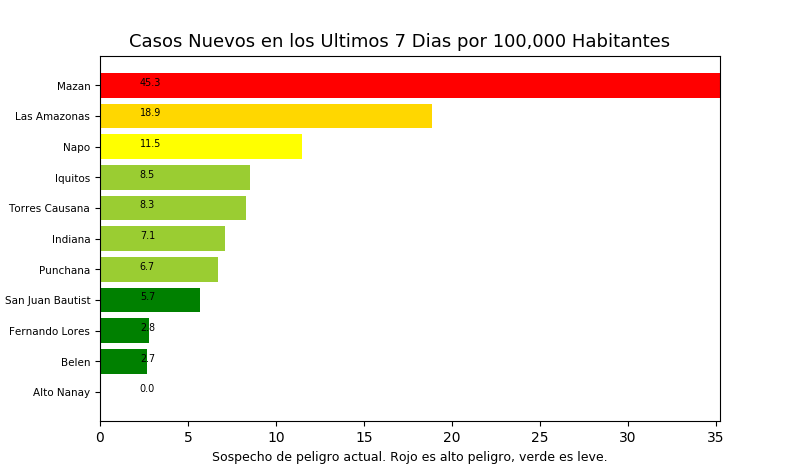 Casos Nuevos en los Ultimos 7 Dias por 100,000 Habitantes
Mazan 45.3
Las Amazonas 18.9
Napo 11.5
Iquitos 8.5
Torres Causana 8.3
Indiana 7.1
Punchana 6.7
San Juan Bautist 5.7
Fernando Lores 2.8
Belen 2.7
Alto Nanay 0.0
0 5 10 15 20 25 30 35
Sospecho de peligro actual. Rojo es alto peligro, verde es leve.